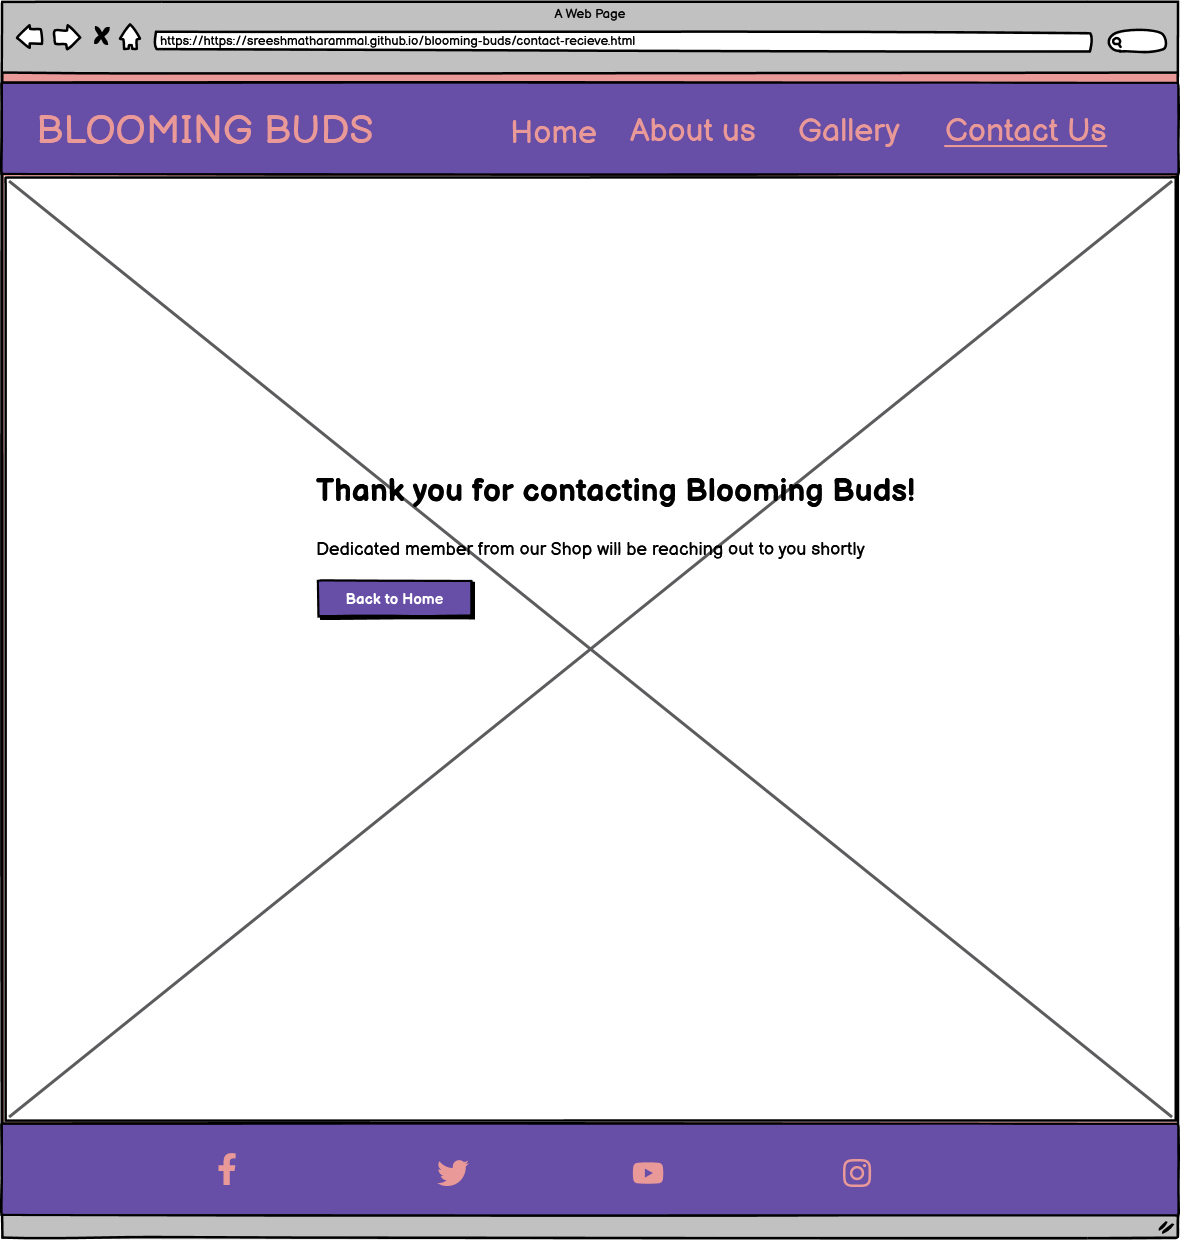 A Web Page
https://https://sreeshmatharammal.github.io/blooming-buds/contact-recieve.html
BLOOMING BUDS Home About us Gallery Contact Us
Thank you for contacting Blooming Buds!
Dedicated member from our Shop will be reaching out to you shortly
Back to Home